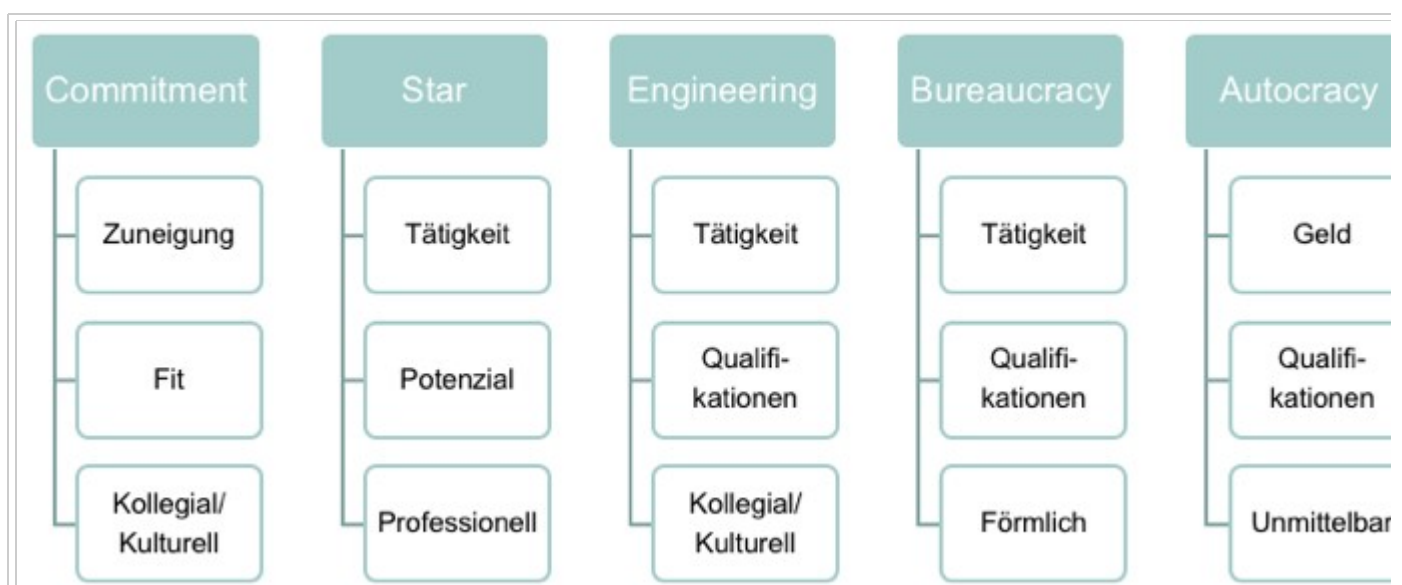 Commitment
Star
Engineering
Bureaucracy
Autocracy
Zuneigung
Tätigkeit
Tätigkeit
Tätigkeit
Geld
Fit
Potenzial
Qualifi-
kationen
Qualifi-
kationen
Qualifi-
kationen
Kollegial/
Kulturell
Professionell
Kollegial/
Kulturell
Förmlich
Unmittelbar